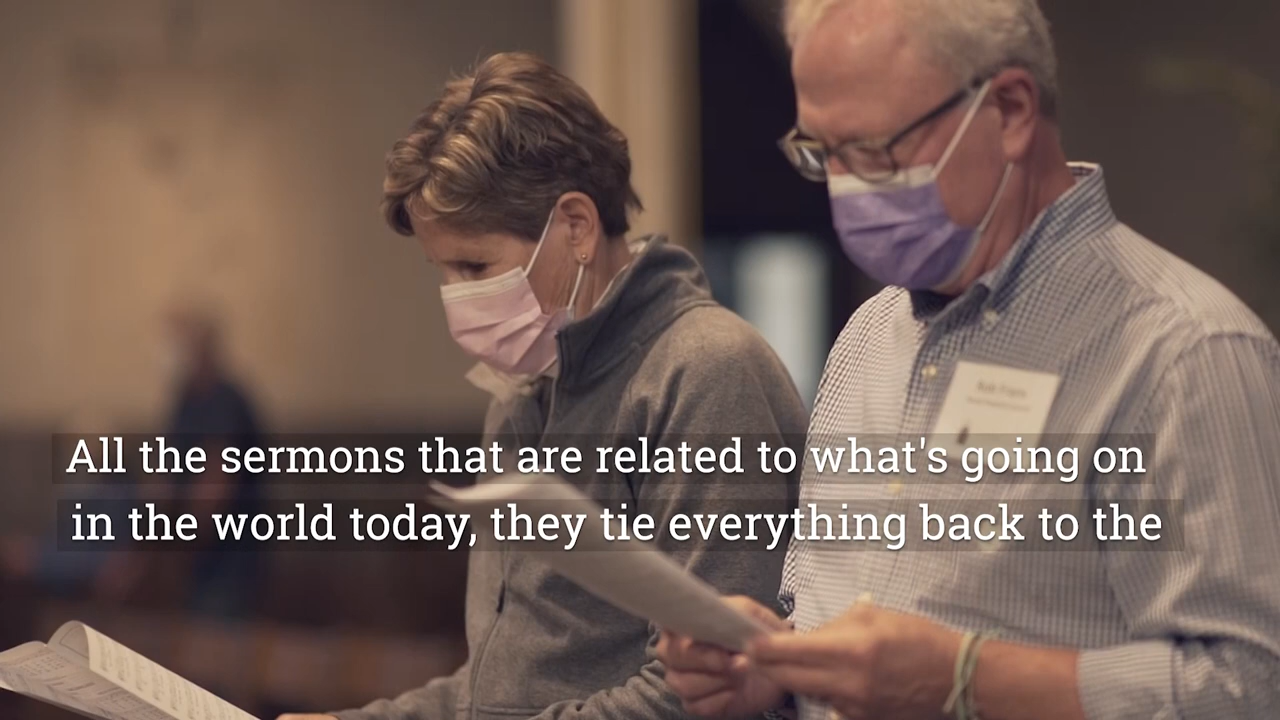 All the sermons that are related to what's going on
in the world today, they tie everything back to the